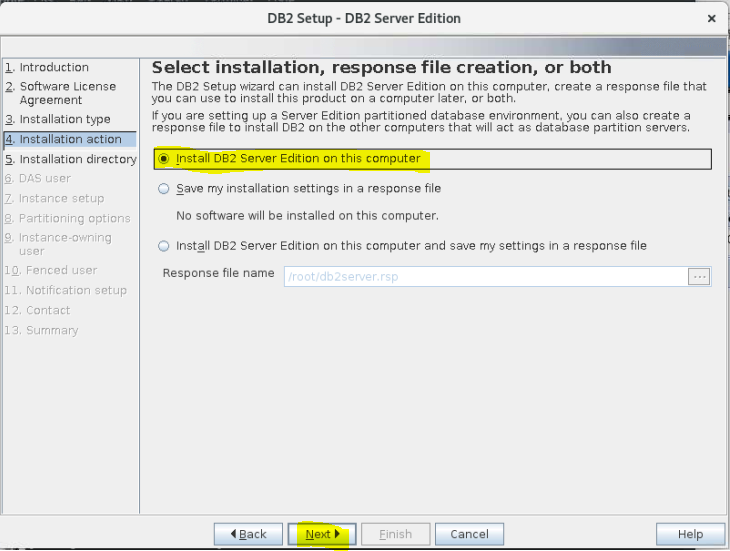 DB2 Setup - DB2 Server Edition
1. Introduction
2. Software License
Agreement
3. Installation type
4. Installation action
5. Installation directory
6. DAS user
7. Instance setup
8. Partitioning options
9. Instance-owning
user
10. Fenced user
11. Notification setup
12. Contact
13. Summary
Select installation, response file creation, or both
The DB2 Setup wizard can install DB2 Server Edition on this computer, create a response file that
you can use to install this product on a computer later, or both.
If you are setting up a Server Edition partitioned database environment, you can also create a
response file to install DB2 on the other computers that will act as database partition servers.
Install DB2 Server Edition on this computer
Save my installation settings in a response file
No software will be installed on this computer.
Install DB2 Server Edition on this computer and save my settings in a response file
Response file name /root/db2server.rsp ...
Back Next Finish Cancel Help